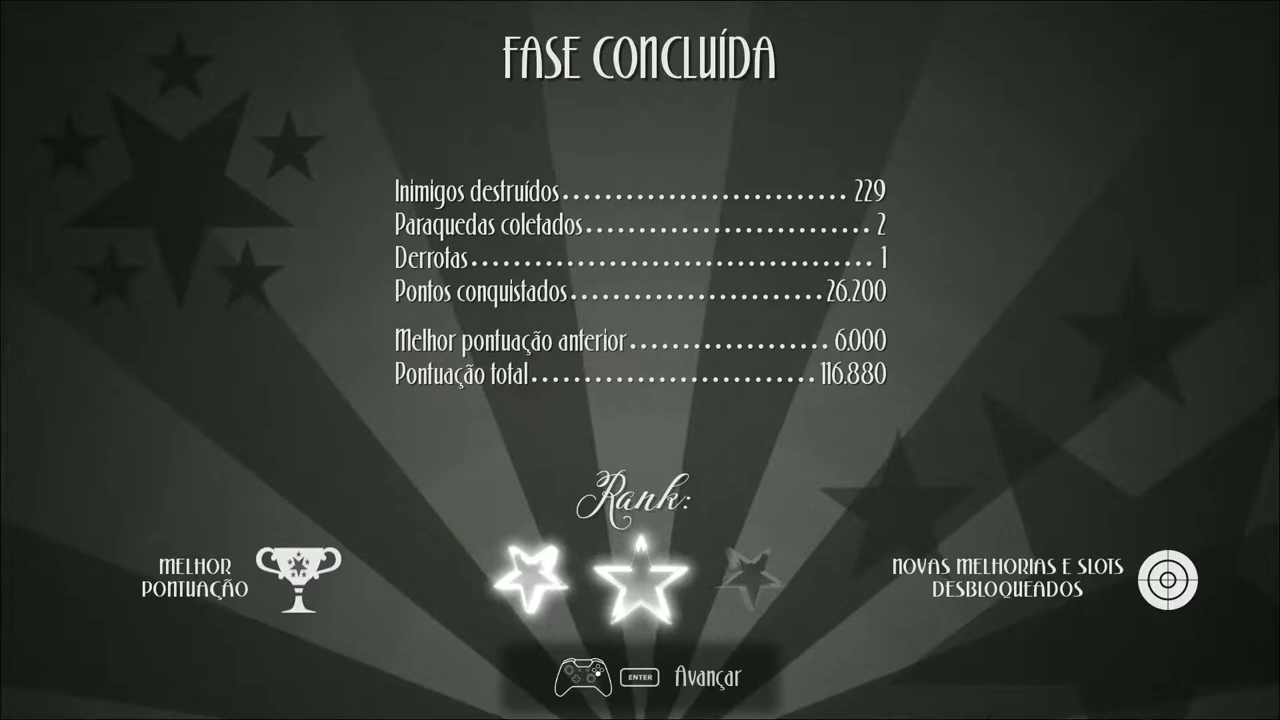 FASE CONCLUÍDA
Inimigos destruídos........................... 229
Paraquedas coletados........................... 2
Derrotas...................................... 1
Pontos conquistados........................26.200
Melhor pontuação anterior................... 6.000
Pontuação total........................... 116.880
Rank:
MELHOR
PONTUAÇÃO
NOVAS MELHORIAS E SLOTS
DESBLOQUEADOS
ENTER Avançar